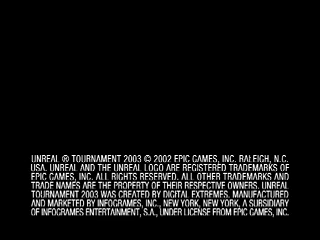 UNREAL ® TOURNAMENT 2003 © 2002 EPIC GAMES, INC. RALEIGH, N.C.
USA. UNREAL AND THE UNREAL LOGO ARE REGISTERED TRADEMARKS OF
EPIC GAMES, INC. ALL RIGHTS RESERVED. ALL OTHER TRADEMARKS AND
TRADE NAMES ARE THE PROPERTY OF THEIR RESPECTIVE OWNERS. UNREAL
TOURNAMENT 2003 WAS CREATED BY DIGITAL EXTREMES. MANUFACTURED
AND MARKETED BY INFOGRAMES, INC., NEW YORK, NEW YORK, A SUBSIDIARY
OF INFOGRAMES ENTERTAINMENT, S.A., UNDER LICENSE FROM EPIC GAMES, INC.